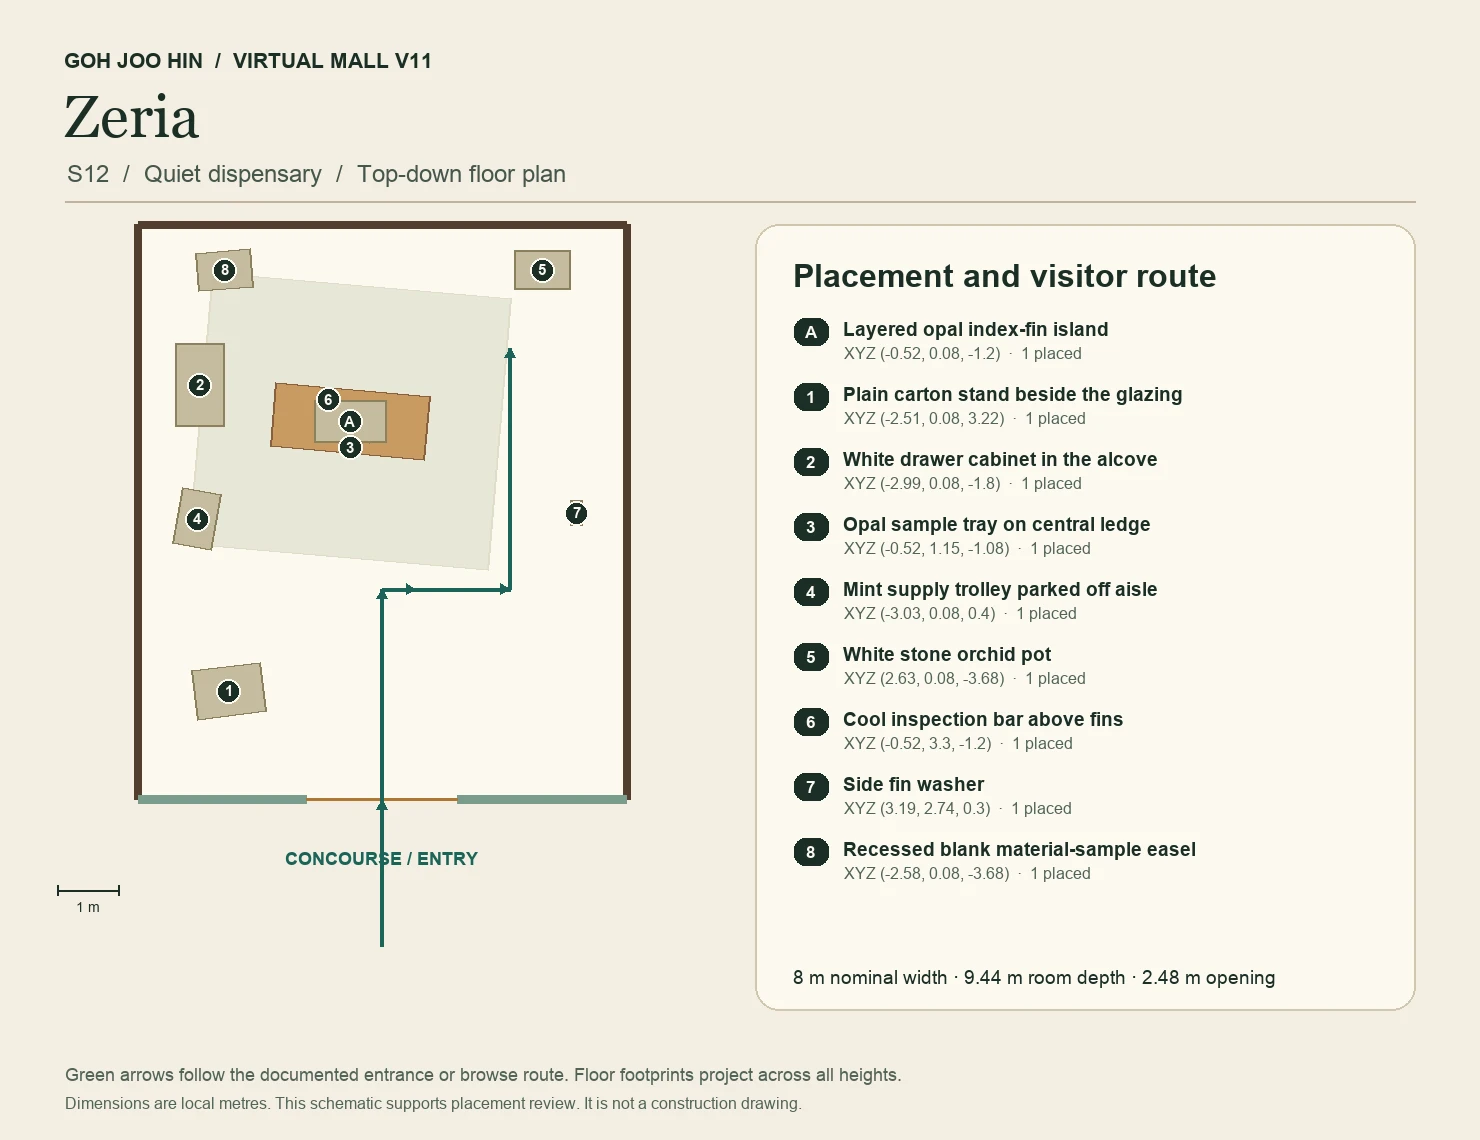 GOH JOO HIN / VIRTUAL MALL V11
Zeria
S12 / Quiet dispensary / Top-down floor plan
8
5
2
6
A
3
4
7
1
CONCOURSE / ENTRY
1 m
Placement and visitor route
A Layered opal index-fin island
XYZ (-0.52, 0.08, -1.2) · 1 placed
1 Plain carton stand beside the glazing
XYZ (-2.51, 0.08, 3.22) · 1 placed
2 White drawer cabinet in the alcove
XYZ (-2.99, 0.08, -1.8) · 1 placed
3 Opal sample tray on central ledge
XYZ (-0.52, 1.15, -1.08) · 1 placed
4 Mint supply trolley parked off aisle
XYZ (-3.03, 0.08, 0.4) · 1 placed
5 White stone orchid pot
XYZ (2.63, 0.08, -3.68) · 1 placed
6 Cool inspection bar above fins
XYZ (-0.52, 3.3, -1.2) · 1 placed
7 Side fin washer
XYZ (3.19, 2.74, 0.3) · 1 placed
8 Recessed blank material-sample easel
XYZ (-2.58, 0.08, -3.68) · 1 placed
8 m nominal width · 9.44 m room depth · 2.48 m opening
Green arrows follow the documented entrance or browse route. Floor footprints project across all heights.
Dimensions are local metres. This schematic supports placement review. It is not a construction drawing.